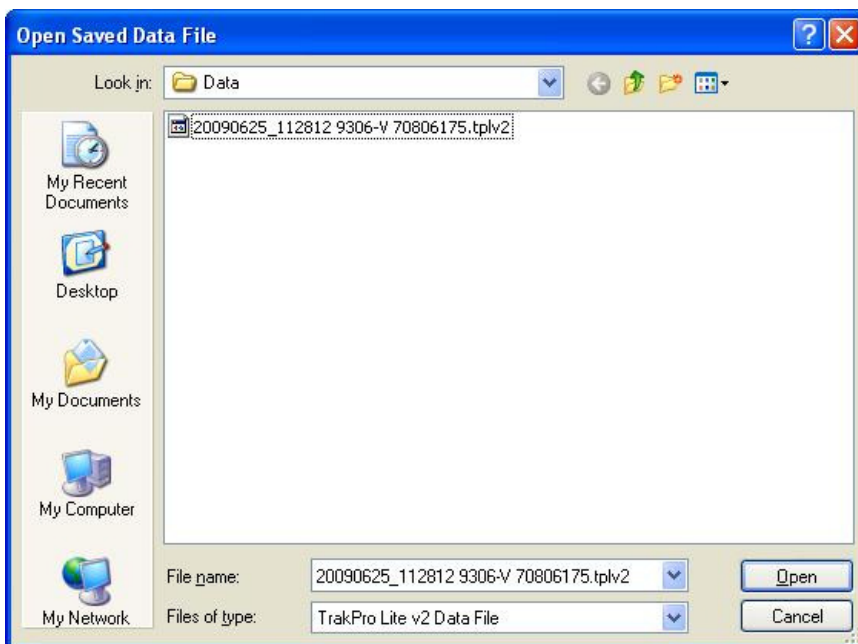 Open Saved Data File
Look in: Data
20090625_112812 9306-V 70806175.tplv2
My Recent
Documents
Desktop
My Documents
My Computer
My Network
File name: 20090625_112812 9306-V 70806175.tplv2 Open
Files of type: TrakPro Lite v2 Data File Cancel